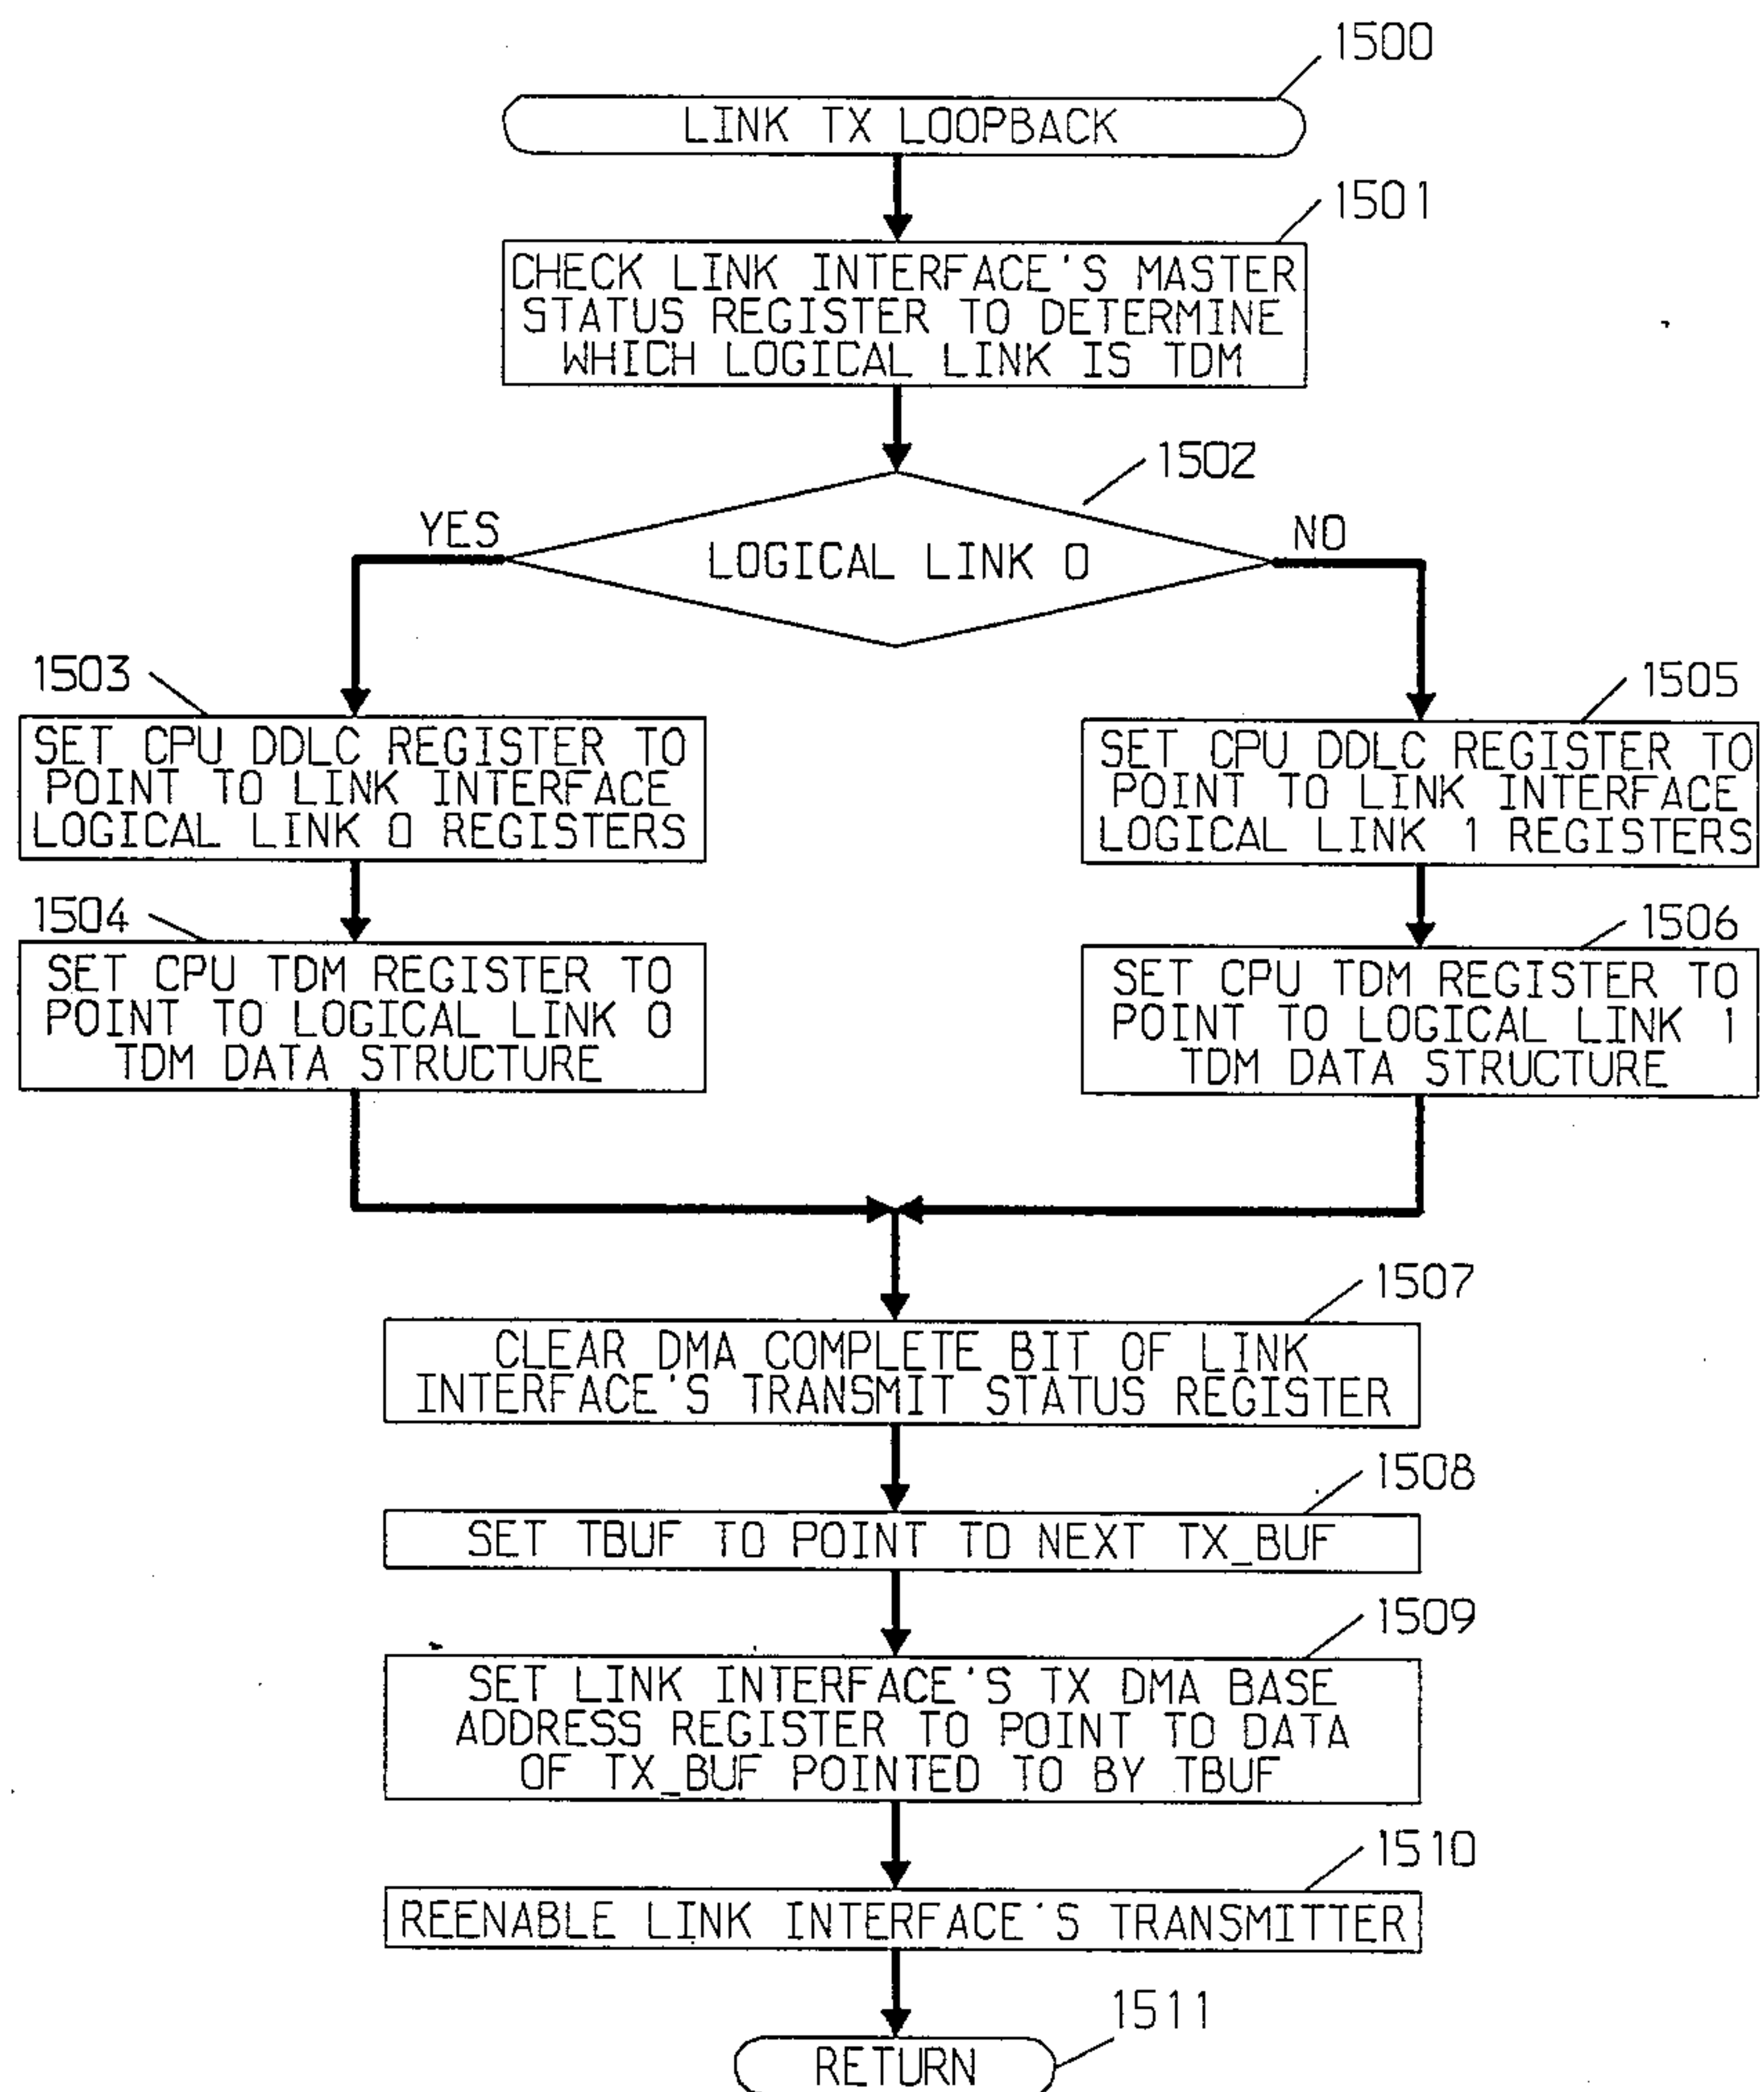 1500
LINK TX LOOPBACK
1501
CHECK LINK INTERFACE'S MASTER
STATUS REGISTER TO DETERMINE
WHICH LOGICAL LINK IS TDM
1502
YES
NO
LOGICAL LINK 0
1503
SET CPU DDLC REGISTER TO
POINT TO LINK INTERFACE
LOGICAL LINK 0 REGISTERS
1505
SET CPU DDLC REGISTER TO
POINT TO LINK INTERFACE
LOGICAL LINK 1 REGISTERS
1504
SET CPU TDM REGISTER TO
POINT TO LOGICAL LINK 0
TDM DATA STRUCTURE
1506
SET CPU TDM REGISTER TO
POINT TO LOGICAL LINK 1
TDM DATA STRUCTURE
1507
CLEAR DMA COMPLETE BIT OF LINK
INTERFACE'S TRANSMIT STATUS REGISTER
1508
SET TBUF TO POINT TO NEXT TX_BUF
1509
SET LINK INTERFACE'S TX DMA BASE
ADDRESS REGISTER TO POINT TO DATA
OF TX_BUF POINTED TO BY TBUF
1510
REENABLE LINK INTERFACE'S TRANSMITTER
1511
RETURN